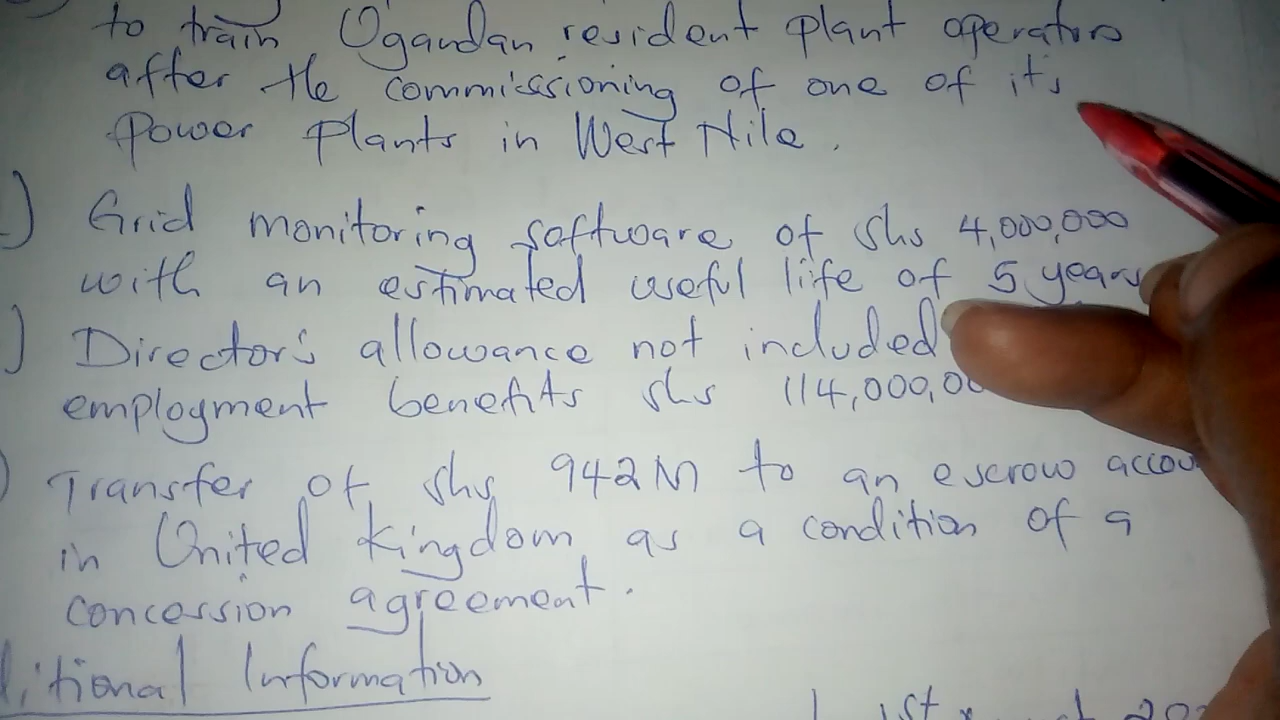 to train Ugandan resident plant operators
after the commissioning of one of its
Power Plants in West Nile.
) Grid monitoring software of shs 4,000,000
with an estimated useful life of 5 years
) Director's allowance not included
employment benefits shs 114,000,00
) Transfer of shs 942M to an escrow accou
in United Kingdom as a condition of a
concession agreement.
ditional Information
1st